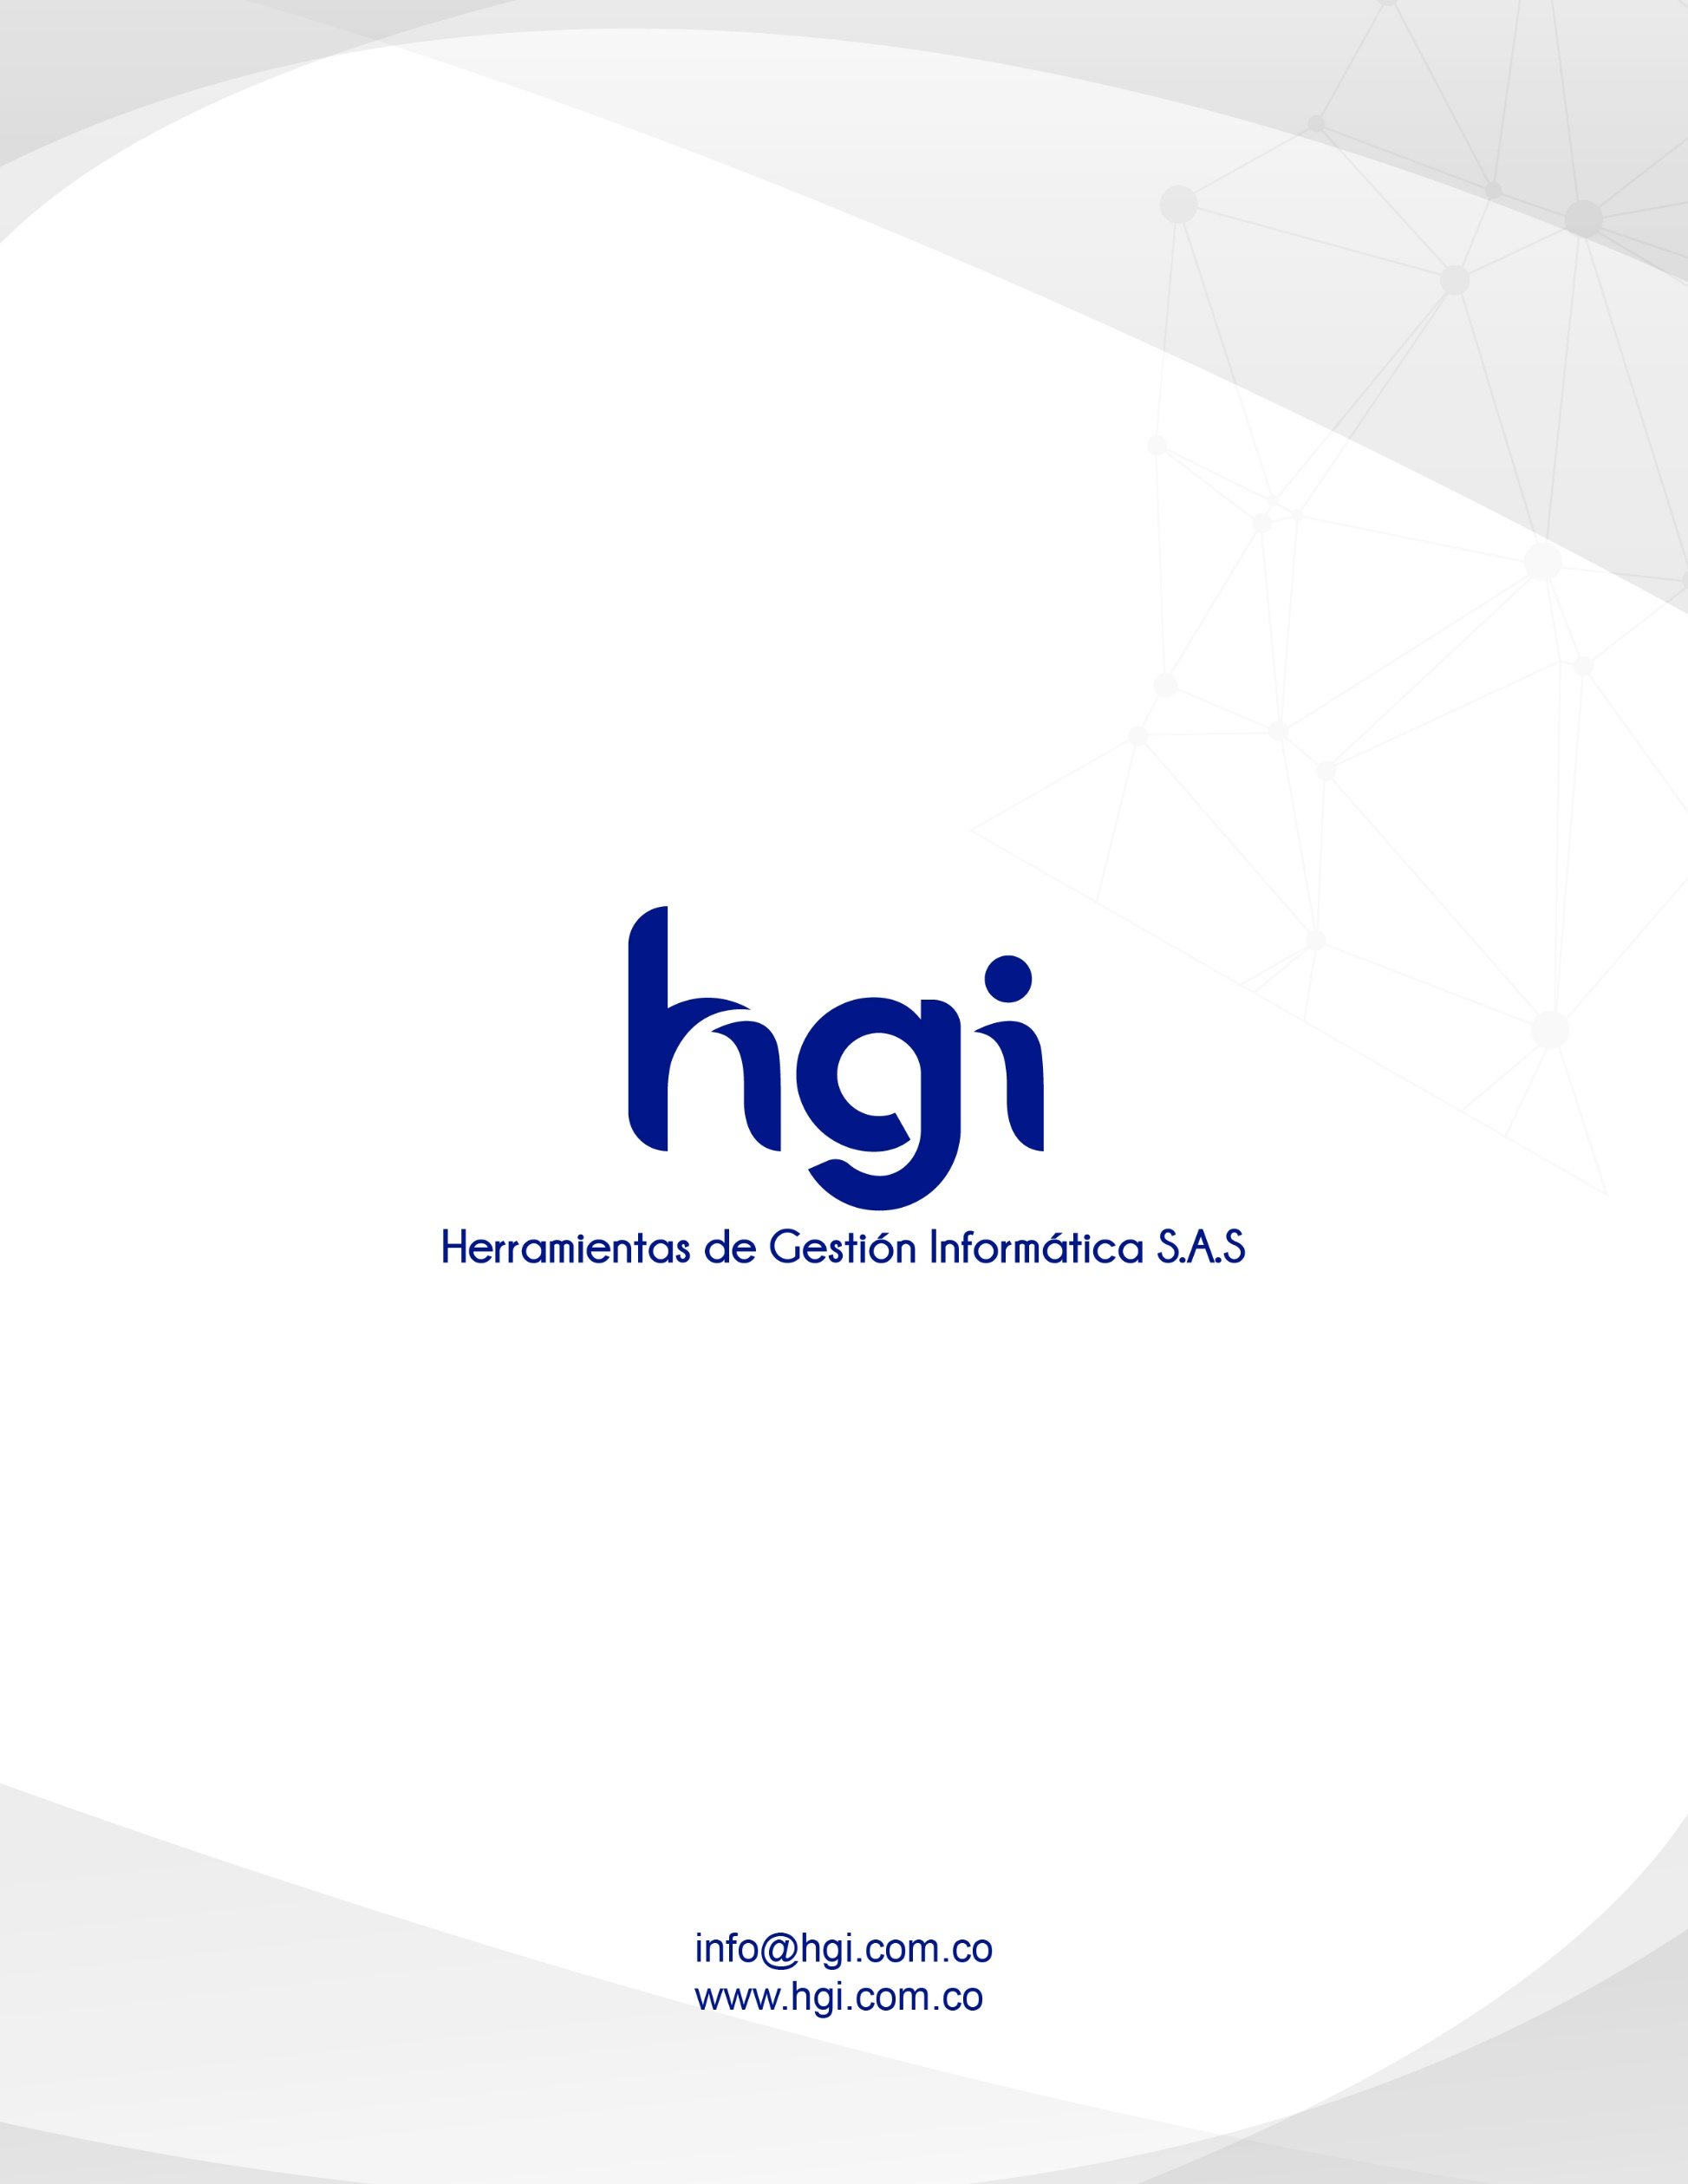 hgi
Herramientas de Gestión Informática S.A.S
info@hgi.com.co
www.hgi.com.co